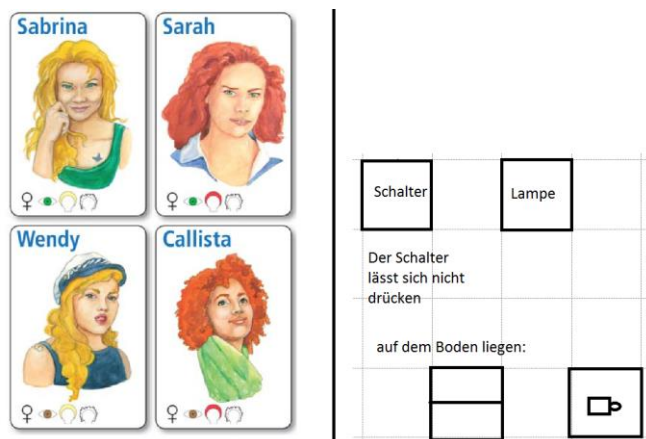 Sabrina
Sarah
Wendy
Callista
Schalter
Lampe
Der Schalter
lässt sich nicht
drücken
auf dem Boden liegen: